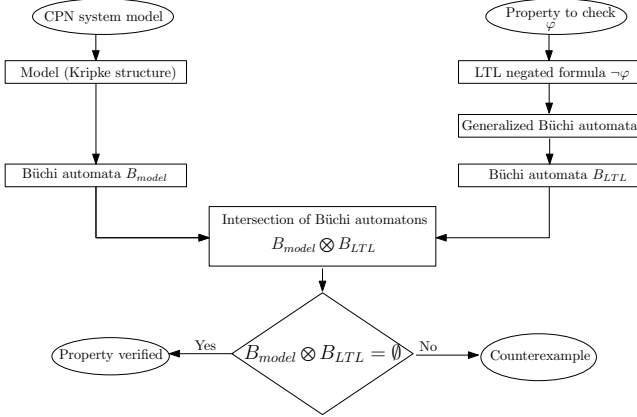 CPN system model
Property to check
φ
Model (Kripke structure)
LTL negated formula ¬φ
Generalized Büchi automata
Büchi automata B_model
Büchi automata B_LTL
Intersection of Büchi automatons
B_model ⊗ B_LTL
B_model ⊗ B_LTL = ∅
Yes
No
Property verified
Counterexample